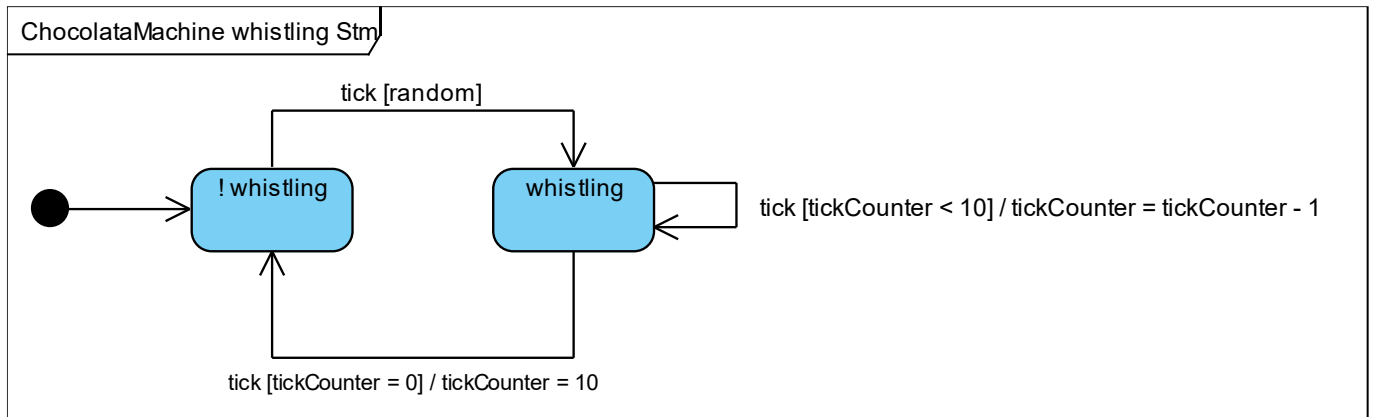 ChocolataMachine whistling Stm
tick [random]
! whistling
whistling
tick [tickCounter < 10] / tickCounter = tickCounter - 1
tick [tickCounter = 0] / tickCounter = 10